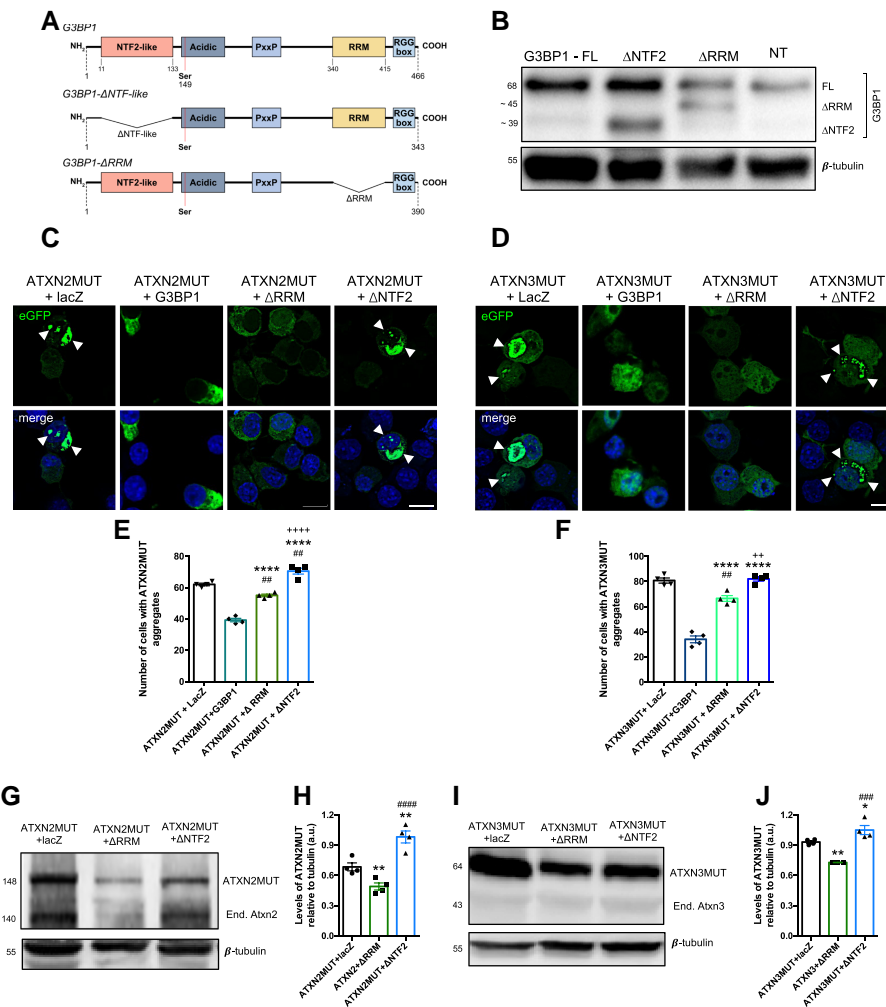 A
G3BP1
NH2 NTF2-like Acidic PxxP RRM RGG box COOH
11 133 340 415
1 Ser 149 466
G3BP1-ΔNTF-like
NH2 Acidic PxxP RRM RGG box COOH
ΔNTF-like
1 Ser 343
G3BP1-ΔRRM
NH2 NTF2-like Acidic PxxP RGG box COOH
ΔRRM
1 Ser 390
B
G3BP1 - FL ΔNTF2 ΔRRM NT
68 FL
~ 45 ΔRRM
~ 39 ΔNTF2
G3BP1
55 β-tubulin
C
ATXN2MUT + lacZ
ATXN2MUT + G3BP1
ATXN2MUT + ΔRRM
ATXN2MUT + ΔNTF2
eGFP
merge
D
ATXN3MUT + LacZ
ATXN3MUT + G3BP1
ATXN3MUT + ΔRRM
ATXN3MUT + ΔNTF2
eGFP
merge
E
Number of cells with ATXN2MUT
aggregates
80
60
40
20
0
****
##
++++
****
##
ATXN2MUT + LacZ
ATXN2MUT+G3BP1
ATXN2MUT +Δ RRM
ATXN2MUT + ΔNTF2
F
Number of cells with ATXN3MUT
aggregates
100
80
60
40
20
0
****
##
++
****
ATXN3MUT+ LacZ
ATXN3MUT+G3BP1
ATXN3MUT + ΔRRM
ATXN3MUT + ΔNTF2
G
ATXN2MUT +lacZ
ATXN2MUT +ΔRRM
ATXN2MUT +ΔNTF2
148 ATXN2MUT
140 End. Atxn2
55 β-tubulin
H
Levels of ATXN2MUT
relative to tubulin (a.u.)
1.2
0.9
0.6
0.3
0.0
**
####
**
ATXN2MUT+lacZ
ATXN2+ΔRRM
ATXN2MUT+ΔNTF2
I
ATXN3MUT +lacZ
ATXN3MUT +ΔRRM
ATXN3MUT +ΔNTF2
64 ATXN3MUT
43 End. Atxn3
55 β-tubulin
J
Levels of ATXN3MUT
relative to tubulin (a.u.)
1.2
0.9
0.6
0.3
0.0
**
###
*
ATXN3MUT+lacZ
ATXN3+ΔRRM
ATXN3MUT+ΔNTF2